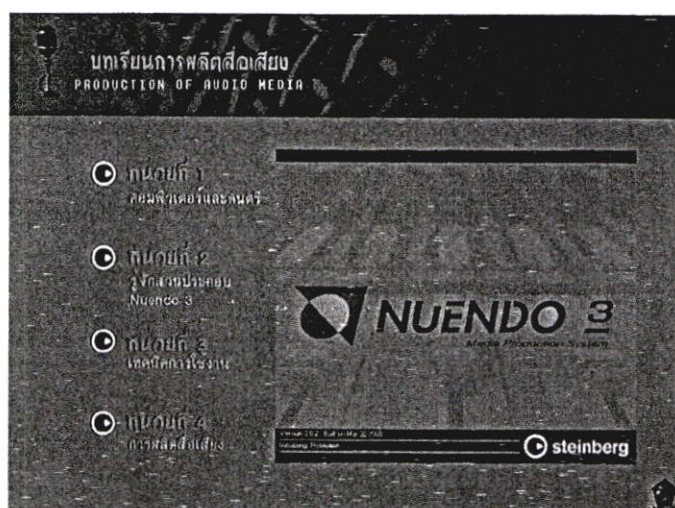 บทเรียนการผลิตสื่อเสียง
PRODUCTION OF AUDIO MEDIA
หน่วยที่ 1
คอมพิวเตอร์และดนตรี
หน่วยที่ 2
รู้จักส่วนประกอบ
Nuendo 3
หน่วยที่ 3
เทคนิคการใช้งาน
หน่วยที่ 4
การผลิตสื่อเสียง
NUENDO 3
Media Production System
steinberg